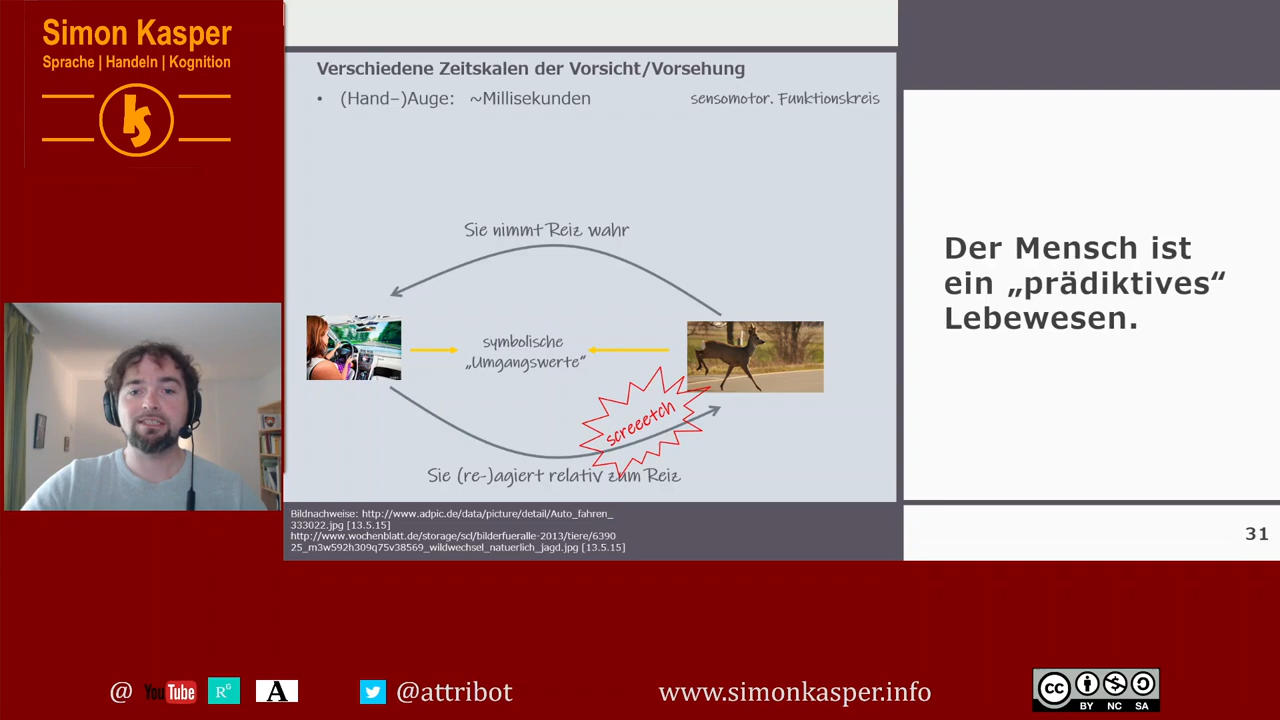 Simon Kasper
Sprache | Handeln | Kognition
ks
Verschiedene Zeitskalen der Vorsicht/Vorsehung
• (Hand–)Auge: ~Millisekunden
sensomotor. Funktionskreis
Sie nimmt Reiz wahr
symbolische
„Umgangswerte“
screeetch
Sie (re-)agiert relativ zum Reiz
Bildnachweise: http://www.adpic.de/data/picture/detail/Auto_fahren_
333022.jpg [13.5.15]
http://www.wochenblatt.de/storage/scl/bilderfueralle-2013/tiere/6390
25_m3w592h309q75v38569_wildwechsel_natuerlich_jagd.jpg [13.5.15]
Der Mensch ist
ein „prädiktives“
Lebewesen.
31
@ YouTube RG A @attribot www.simonkasper.info
cc BY NC SA